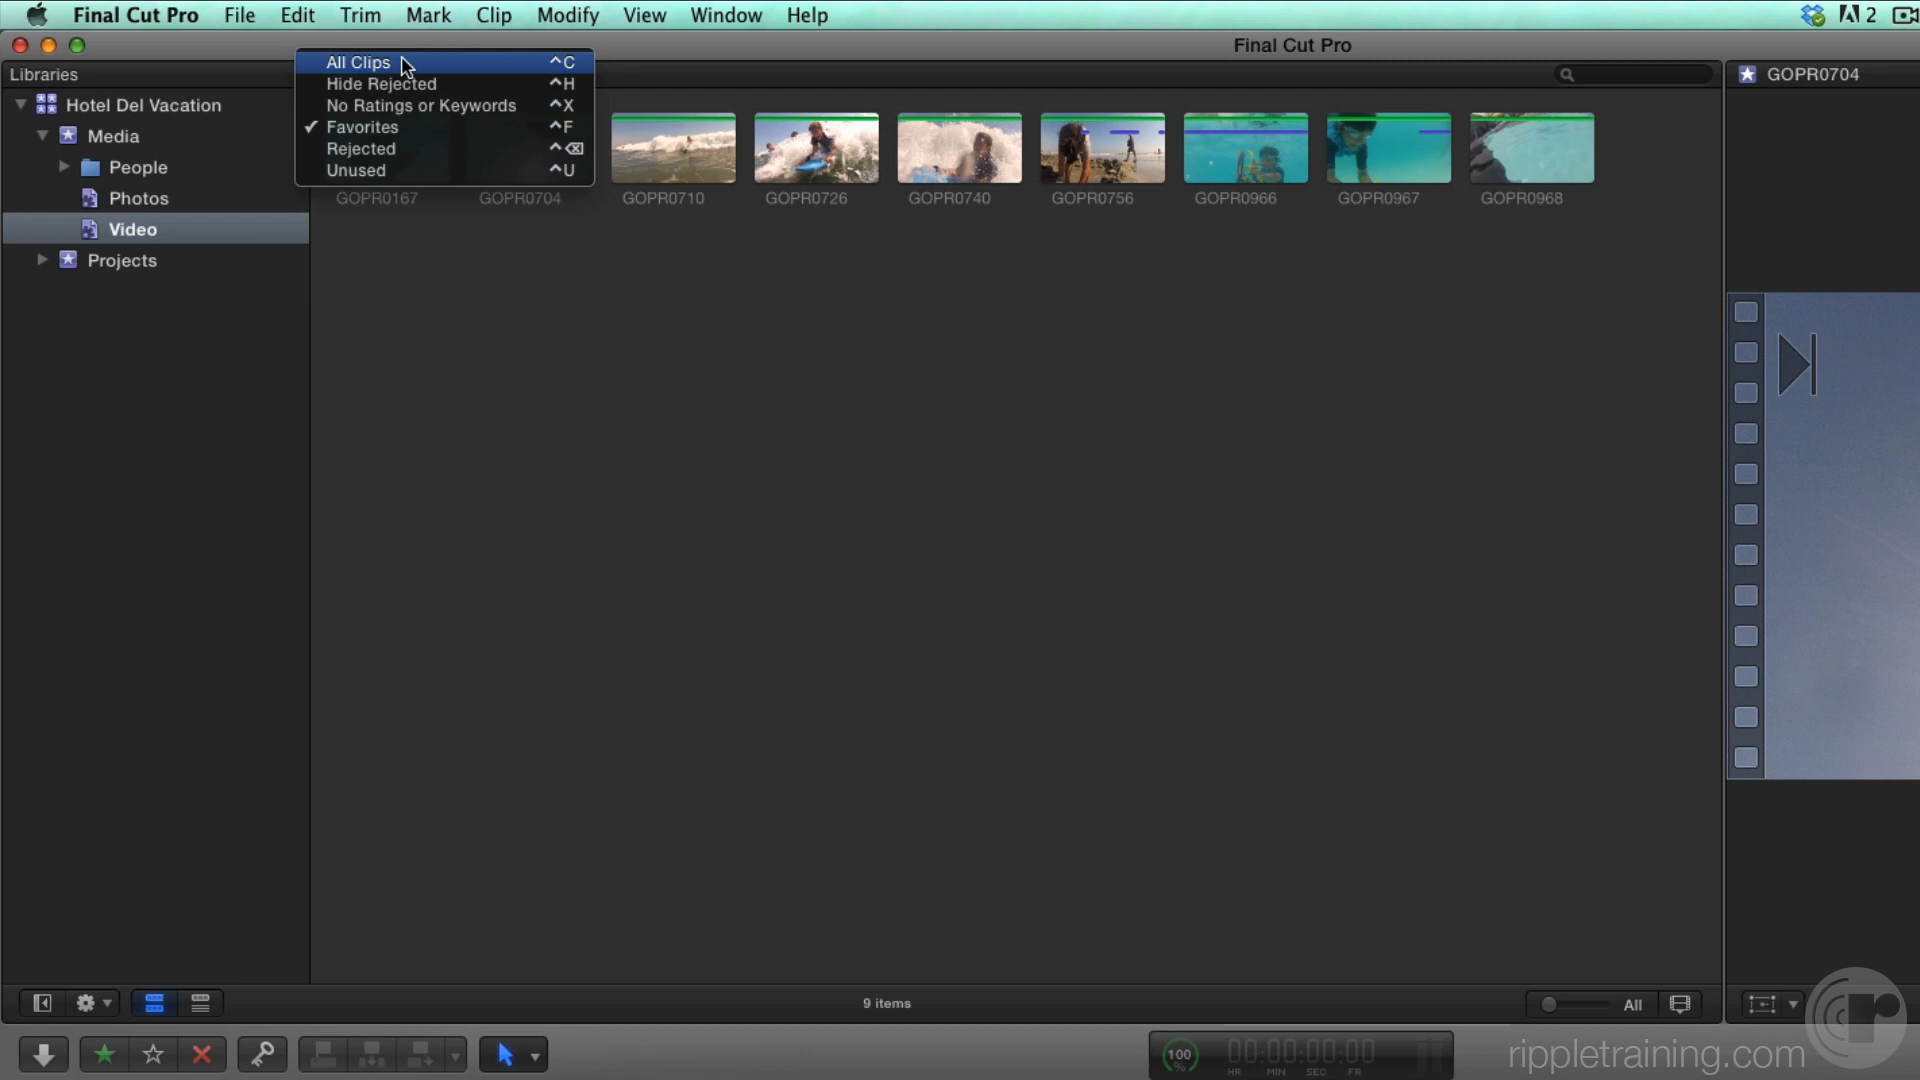 Final Cut Pro File Edit Trim Mark Clip Modify View Window Help 2
Final Cut Pro
Libraries
GOPR0704
Hotel Del Vacation
Media
People
Photos
Video
Projects
All Clips ^C
Hide Rejected ^H
No Ratings or Keywords ^X
✓ Favorites ^F
Rejected ^⌫
Unused ^U
GOPR0167 GOPR0704 GOPR0710 GOPR0726 GOPR0740 GOPR0756 GOPR0966 GOPR0967 GOPR0968
9 items
All
100
%
00:00:00:00
HR MIN SEC FR
rippletraining.com